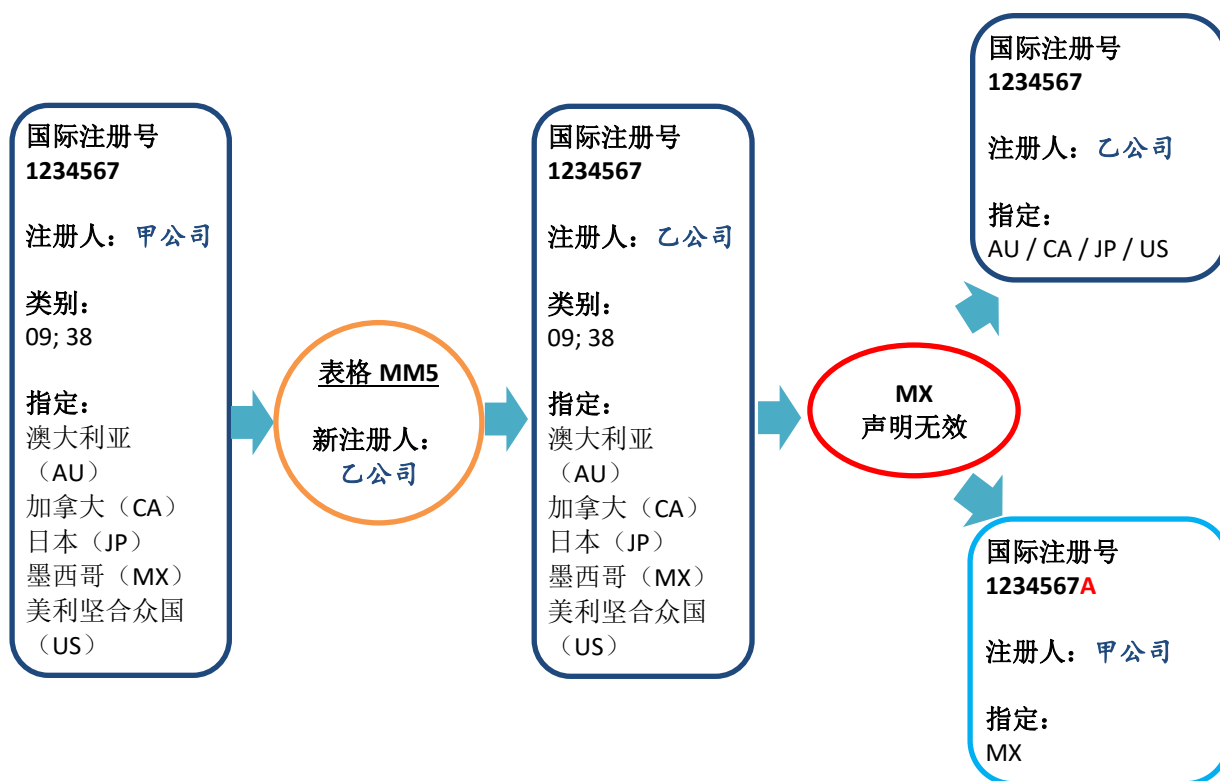 国际注册号
1234567
注册人：甲公司
类别：
09; 38
指定：
澳大利亚
（AU）
加拿大（CA）
日本（JP）
墨西哥（MX）
美利坚合众国
（US）
表格 MM5
新注册人：
乙公司
国际注册号
1234567
注册人：乙公司
类别：
09; 38
指定：
澳大利亚
（AU）
加拿大（CA）
日本（JP）
墨西哥（MX）
美利坚合众国
（US）
MX
声明无效
国际注册号
1234567
注册人：乙公司
指定：
AU / CA / JP / US
国际注册号
1234567A
注册人：甲公司
指定：
MX